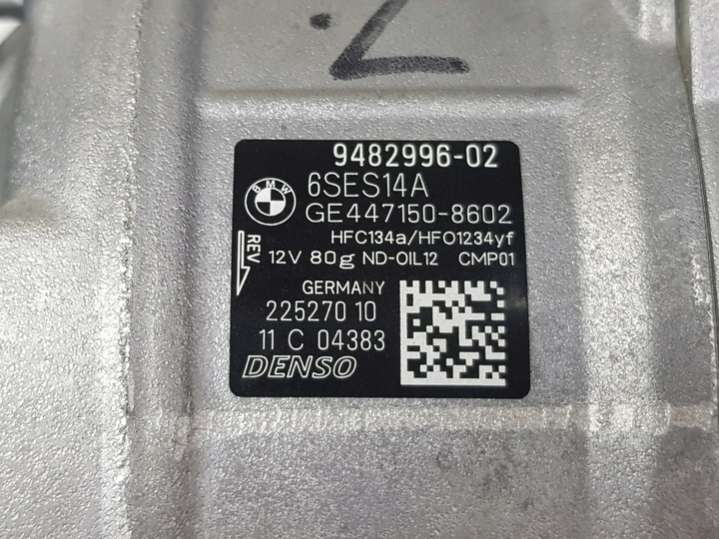 7.
9482996-02
BMW
6SES14A
GE447150-8602
HFC134a/HFO1234yf
REV
12V 80g ND-OIL12 CMP01
GERMANY
225270 10
11 C 04383
DENSO